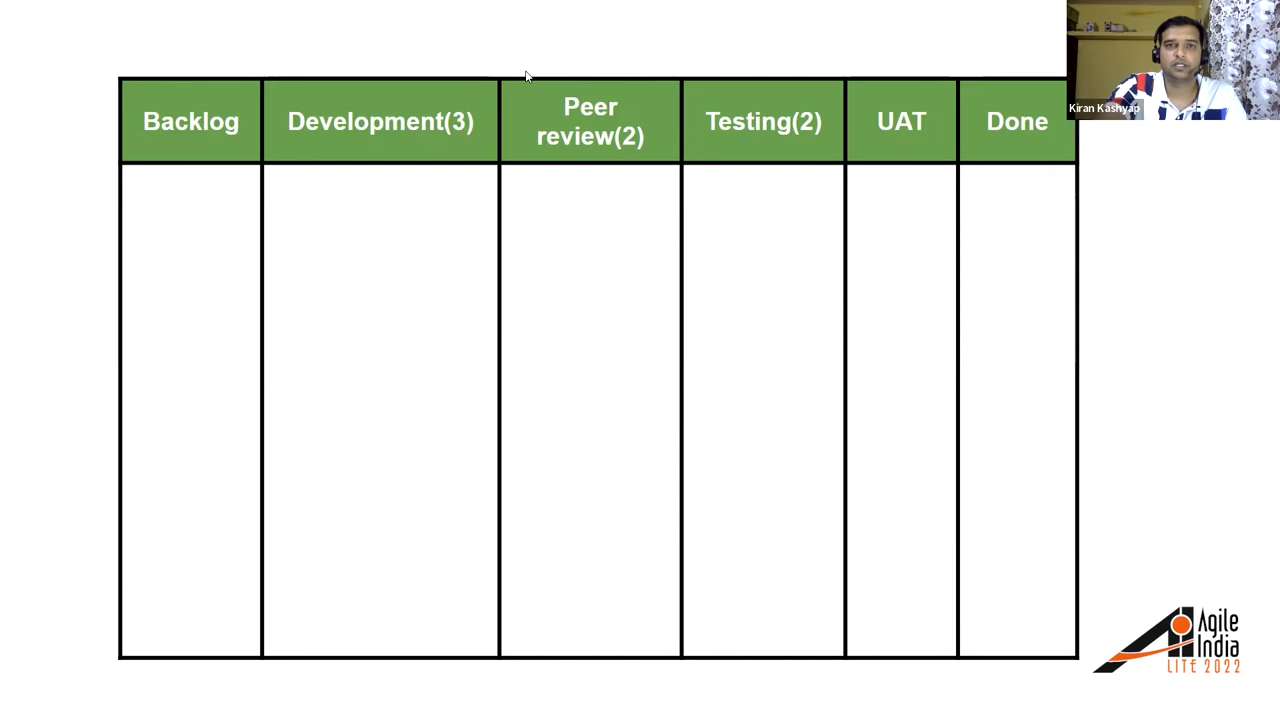 Kiran Kashyap
Backlog
Development(3)
Peer
review(2)
Testing(2)
UAT
Done
Agile
India
LITE 2022